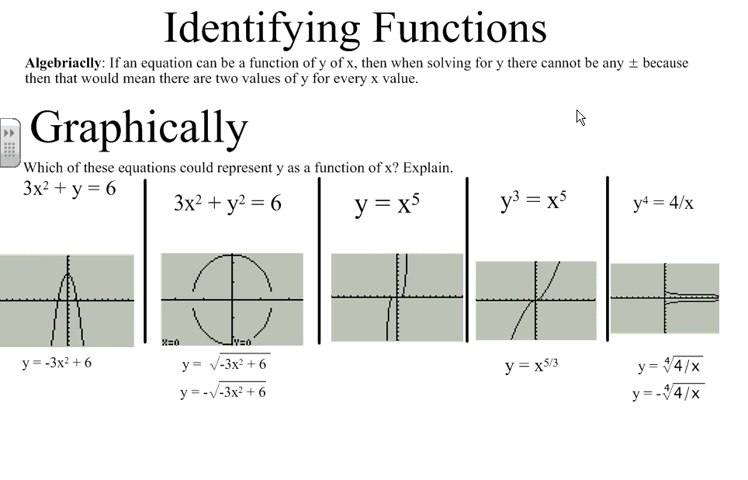 Identifying Functions
Algebriaclly: If an equation can be a function of y of x, then when solving for y there cannot be any ± because
then that would mean there are two values of y for every x value.
Graphically
Which of these equations could represent y as a function of x? Explain.
3x² + y = 6
3x² + y² = 6
y = x⁵
y³ = x⁵
y⁴ = 4/x
X=0 Y=0
y = -3x² + 6
y = √-3x² + 6
y = -√-3x² + 6
y = x^5/3
y = ∜4/x
y = -∜4/x